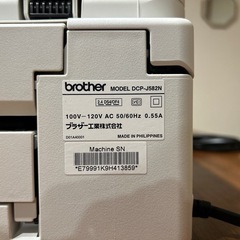 brother MODEL DCP-J582N
100V-120V AC 50/60Hz 0.55A
ブラザー工業株式会社
MADE IN PHILIPPINES
Machine SN
*E79991K9H413859*